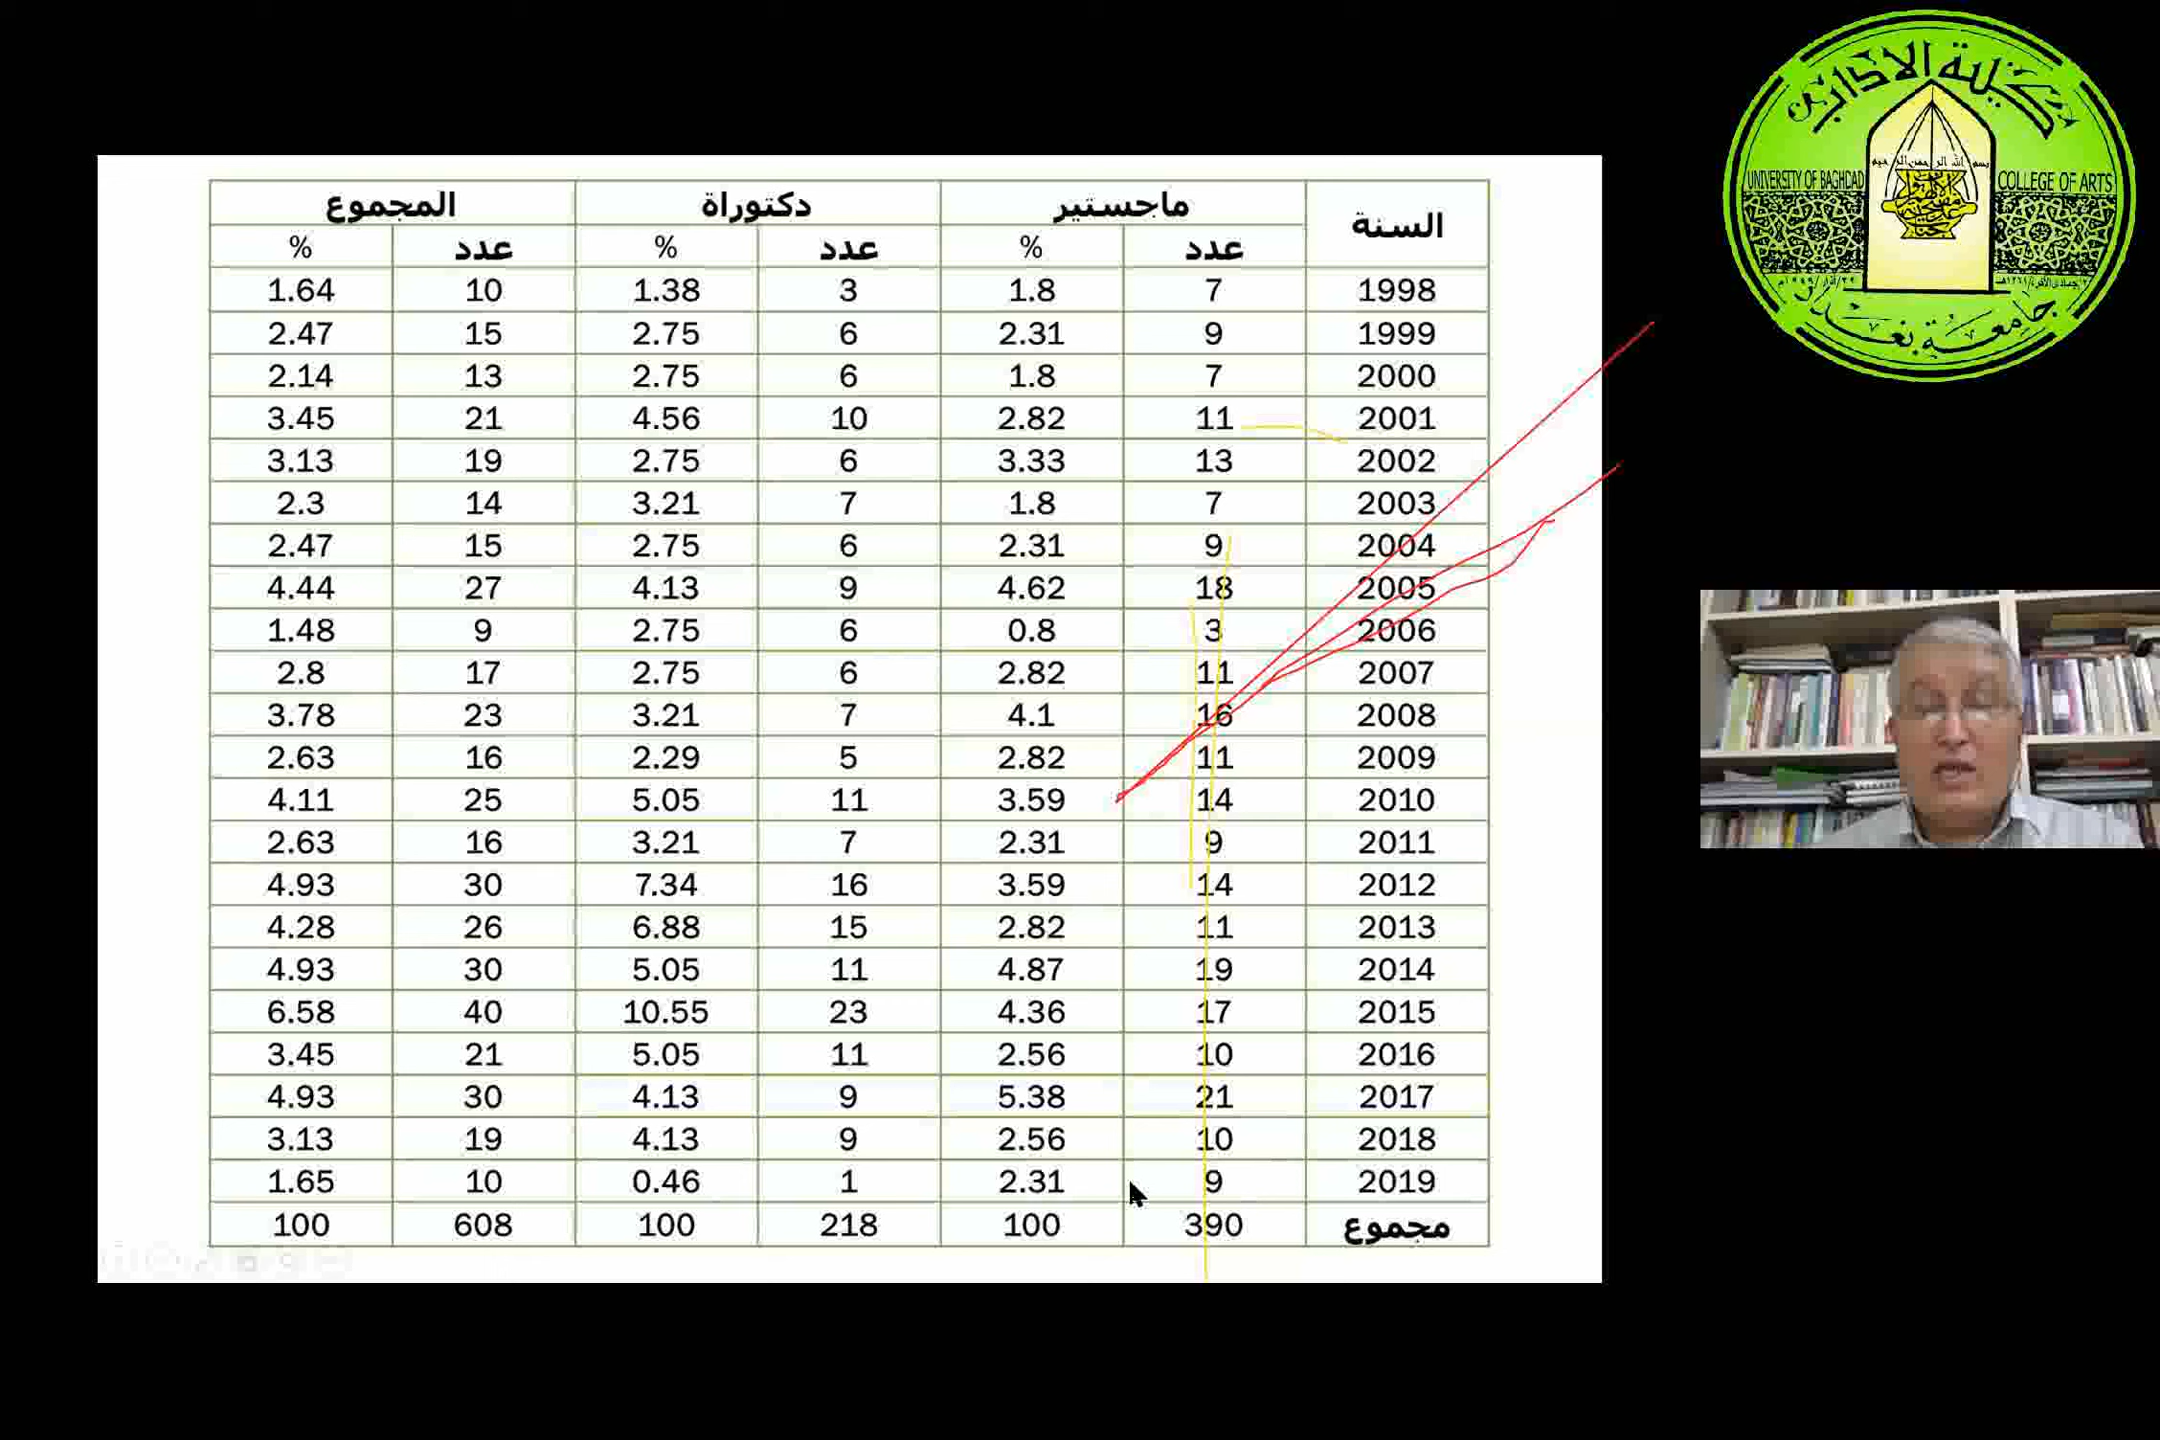 السنة ماجستير دكتوراة المجموع
عدد % عدد % عدد %
1998 7 1.8 3 1.38 10 1.64
1999 9 2.31 6 2.75 15 2.47
2000 7 1.8 6 2.75 13 2.14
2001 11 2.82 10 4.56 21 3.45
2002 13 3.33 6 2.75 19 3.13
2003 7 1.8 7 3.21 14 2.3
2004 9 2.31 6 2.75 15 2.47
2005 18 4.62 9 4.13 27 4.44
2006 3 0.8 6 2.75 9 1.48
2007 11 2.82 6 2.75 17 2.8
2008 16 4.1 7 3.21 23 3.78
2009 11 2.82 5 2.29 16 2.63
2010 14 3.59 11 5.05 25 4.11
2011 9 2.31 7 3.21 16 2.63
2012 14 3.59 16 7.34 30 4.93
2013 11 2.82 15 6.88 26 4.28
2014 19 4.87 11 5.05 30 4.93
2015 17 4.36 23 10.55 40 6.58
2016 10 2.56 11 5.05 21 3.45
2017 21 5.38 9 4.13 30 4.93
2018 10 2.56 9 4.13 19 3.13
2019 9 2.31 1 0.46 10 1.65
مجموع 390 100 218 100 608 100
كلية الاداب
بسم الله الرحمن الرحيم
UNIVERSITY OF BAGHDAD COLLEGE OF ARTS
جامعة بغداد